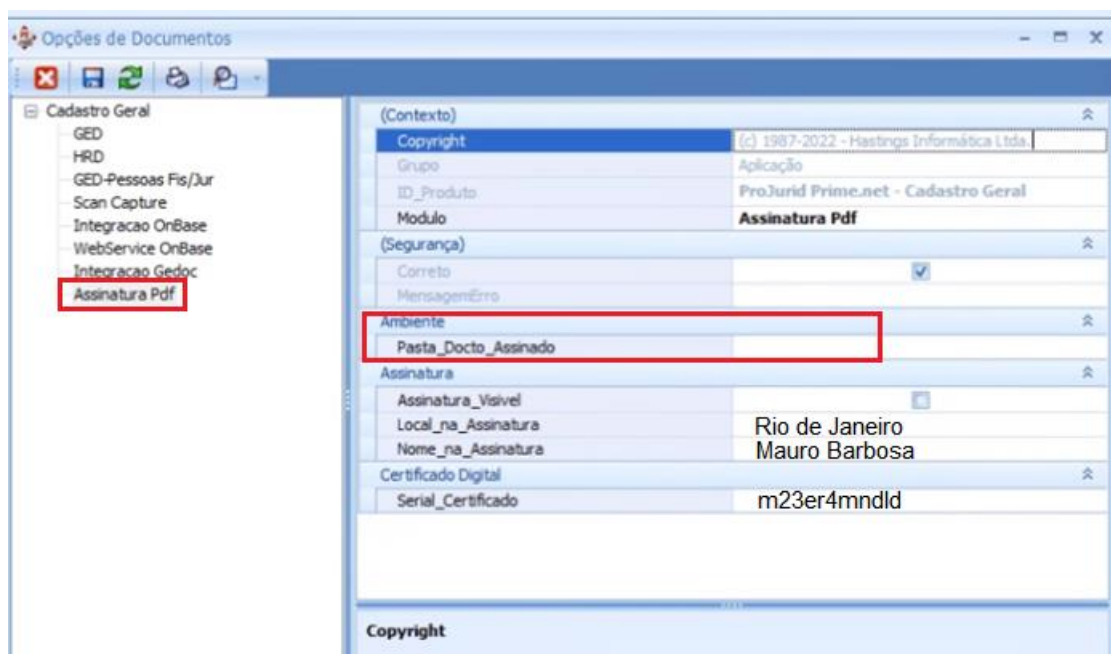 Opções de Documentos
Cadastro Geral
GED
HRD
GED-Pessoas Fis/Jur
Scan Capture
Integracao OnBase
WebService OnBase
Integracao Gedoc
Assinatura Pdf
(Contexto)
Copyright (c) 1987-2022 - Hastings Informática Ltda.
Grupo Aplicação
ID_Produto ProJurid Prime.net - Cadastro Geral
Modulo Assinatura Pdf
(Segurança)
Correto
MensagemErro
Ambiente
Pasta_Docto_Assinado
Assinatura
Assinatura_Visivel
Local_na_Assinatura Rio de Janeiro
Nome_na_Assinatura Mauro Barbosa
Certificado Digital
Serial_Certificado m23er4mndld
Copyright